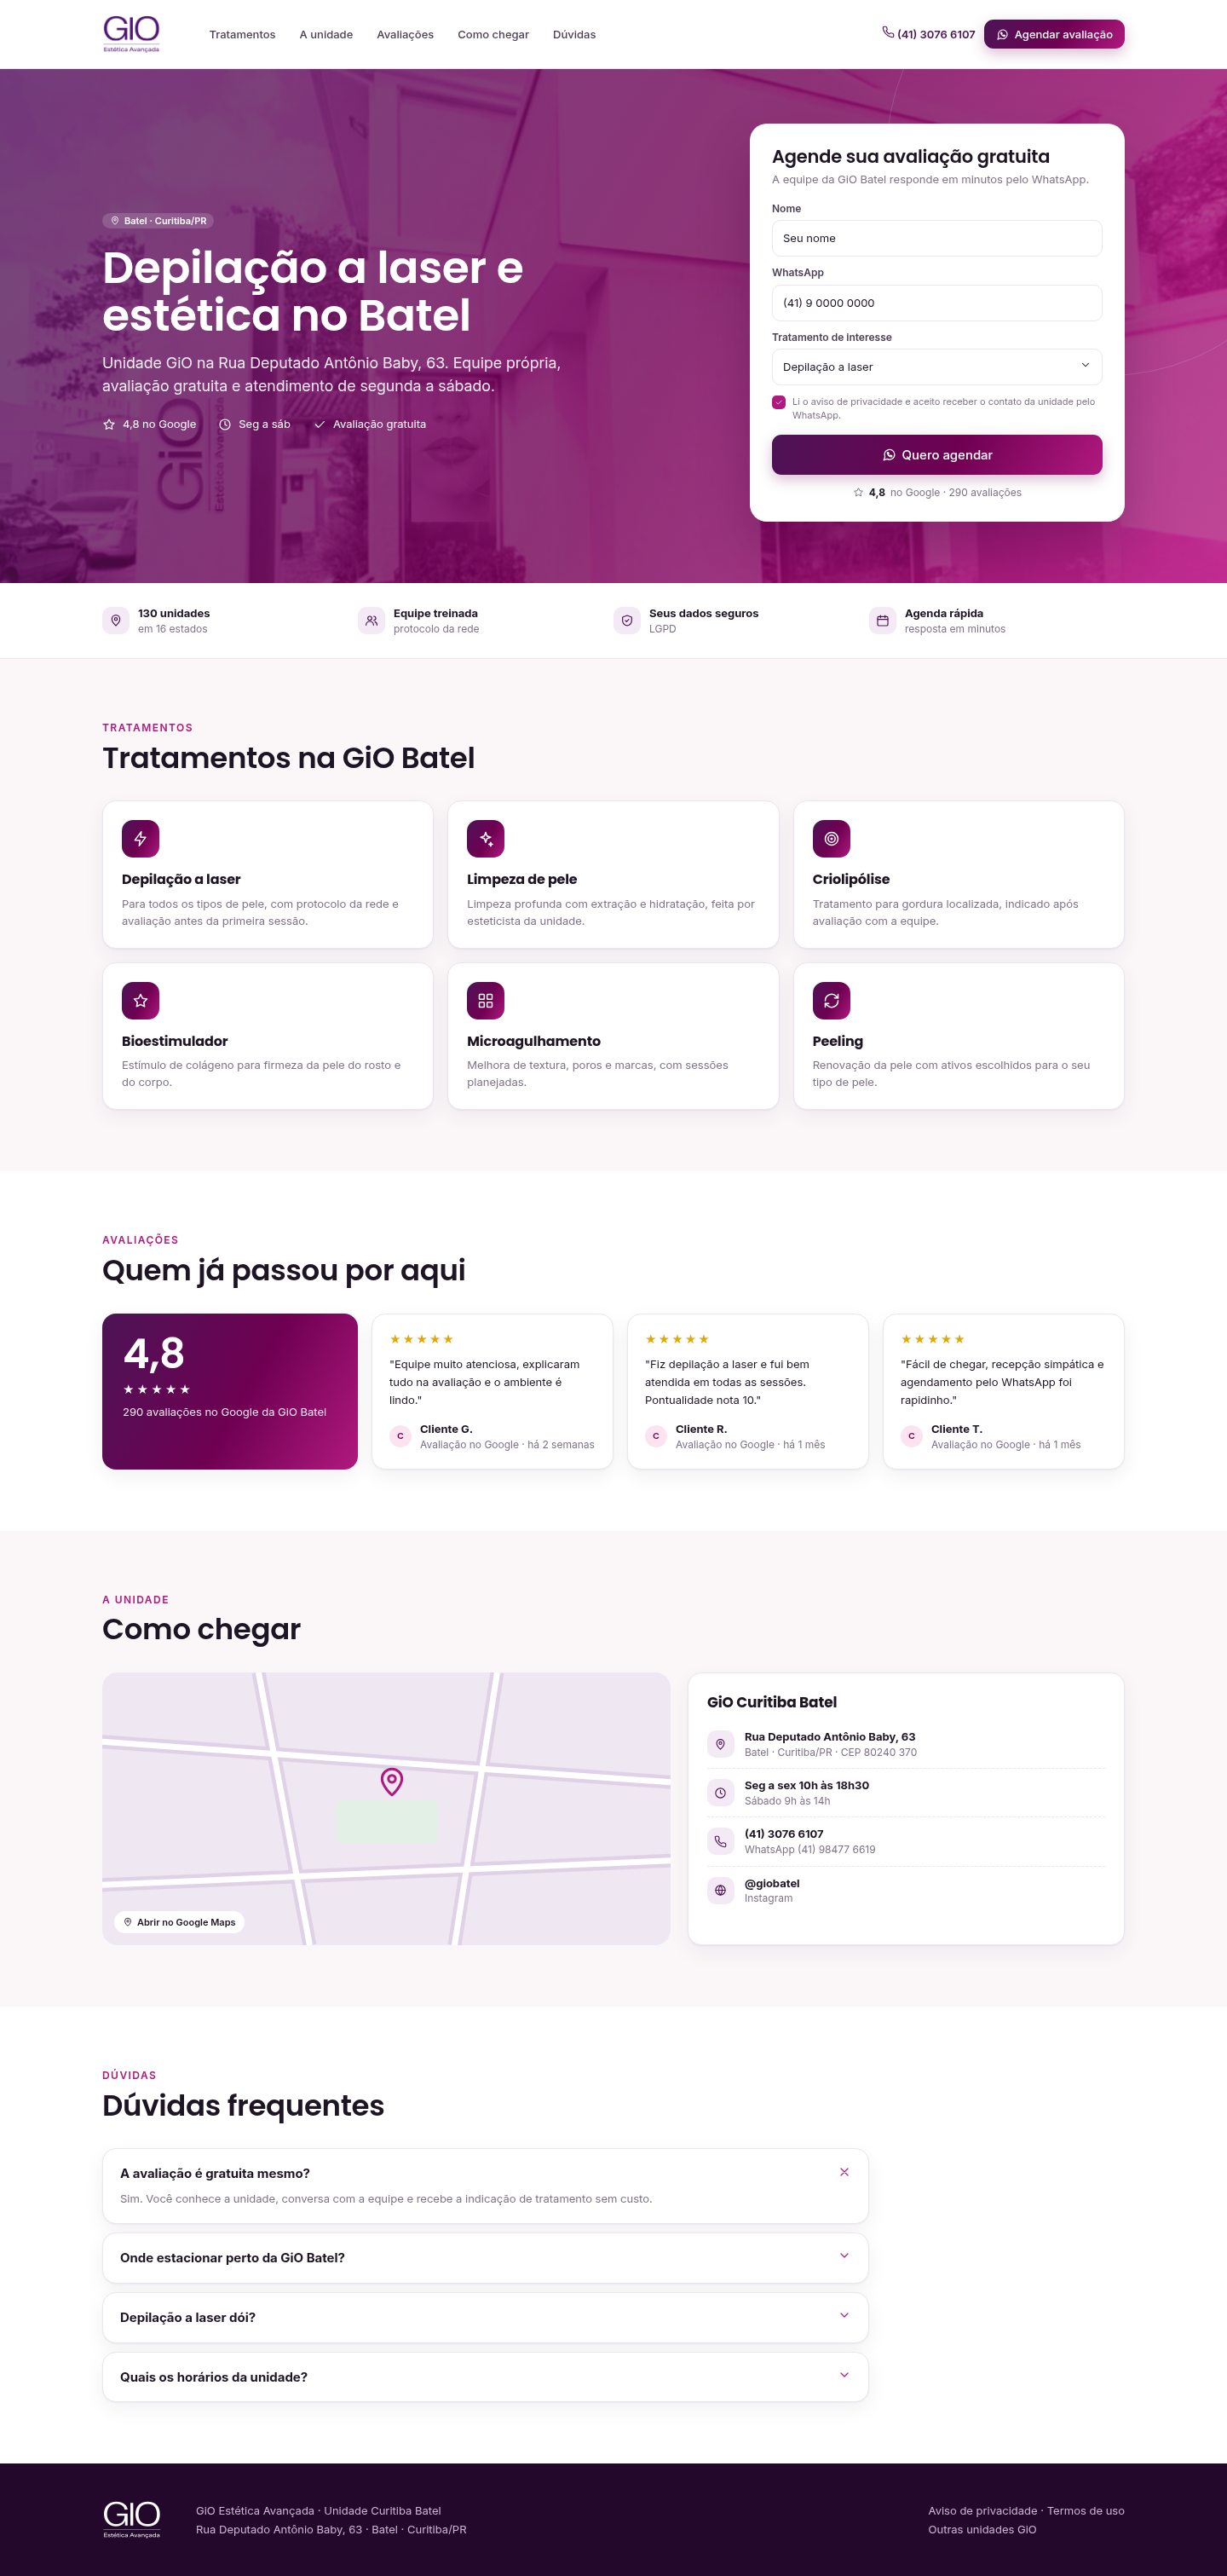 GIO
Estética Avançada
Tratamentos
A unidade
Avaliações
Como chegar
Dúvidas
(41) 3076 6107
Agendar avaliação
Batel · Curitiba/PR
Depilação a laser e
estética no Batel
Unidade GiO na Rua Deputado Antônio Baby, 63. Equipe própria,
avaliação gratuita e atendimento de segunda a sábado.
4,8 no Google
Seg a sáb
Avaliação gratuita
GIO
Estética Avançada
Agende sua avaliação gratuita
A equipe da GiO Batel responde em minutos pelo WhatsApp.
Nome
Seu nome
WhatsApp
(41) 9 0000 0000
Tratamento de interesse
Depilação a laser
Li o aviso de privacidade e aceito receber o contato da unidade pelo
WhatsApp.
Quero agendar
4,8 no Google · 290 avaliações
130 unidades
em 16 estados
Equipe treinada
protocolo da rede
Seus dados seguros
LGPD
Agenda rápida
resposta em minutos
TRATAMENTOS
Tratamentos na GiO Batel
Depilação a laser
Para todos os tipos de pele, com protocolo da rede e
avaliação antes da primeira sessão.
Limpeza de pele
Limpeza profunda com extração e hidratação, feita por
esteticista da unidade.
Criolipólise
Tratamento para gordura localizada, indicado após
avaliação com a equipe.
Bioestimulador
Estímulo de colágeno para firmeza da pele do rosto e
do corpo.
Microagulhamento
Melhora de textura, poros e marcas, com sessões
planejadas.
Peeling
Renovação da pele com ativos escolhidos para o seu
tipo de pele.
AVALIAÇÕES
Quem já passou por aqui
4,8
★★★★★
290 avaliações no Google da GiO Batel
★★★★★
"Equipe muito atenciosa, explicaram
tudo na avaliação e o ambiente é
lindo."
C
Cliente G.
Avaliação no Google · há 2 semanas
★★★★★
"Fiz depilação a laser e fui bem
atendida em todas as sessões.
Pontualidade nota 10."
C
Cliente R.
Avaliação no Google · há 1 mês
★★★★★
"Fácil de chegar, recepção simpática e
agendamento pelo WhatsApp foi
rapidinho."
C
Cliente T.
Avaliação no Google · há 1 mês
A UNIDADE
Como chegar
Abrir no Google Maps
GiO Curitiba Batel
Rua Deputado Antônio Baby, 63
Batel · Curitiba/PR · CEP 80240 370
Seg a sex 10h às 18h30
Sábado 9h às 14h
(41) 3076 6107
WhatsApp (41) 98477 6619
@giobatel
Instagram
DÚVIDAS
Dúvidas frequentes
A avaliação é gratuita mesmo?
Sim. Você conhece a unidade, conversa com a equipe e recebe a indicação de tratamento sem custo.
Onde estacionar perto da GiO Batel?
Depilação a laser dói?
Quais os horários da unidade?
GIO
Estética Avançada
GiO Estética Avançada · Unidade Curitiba Batel
Rua Deputado Antônio Baby, 63 · Batel · Curitiba/PR
Aviso de privacidade · Termos de uso
Outras unidades GiO